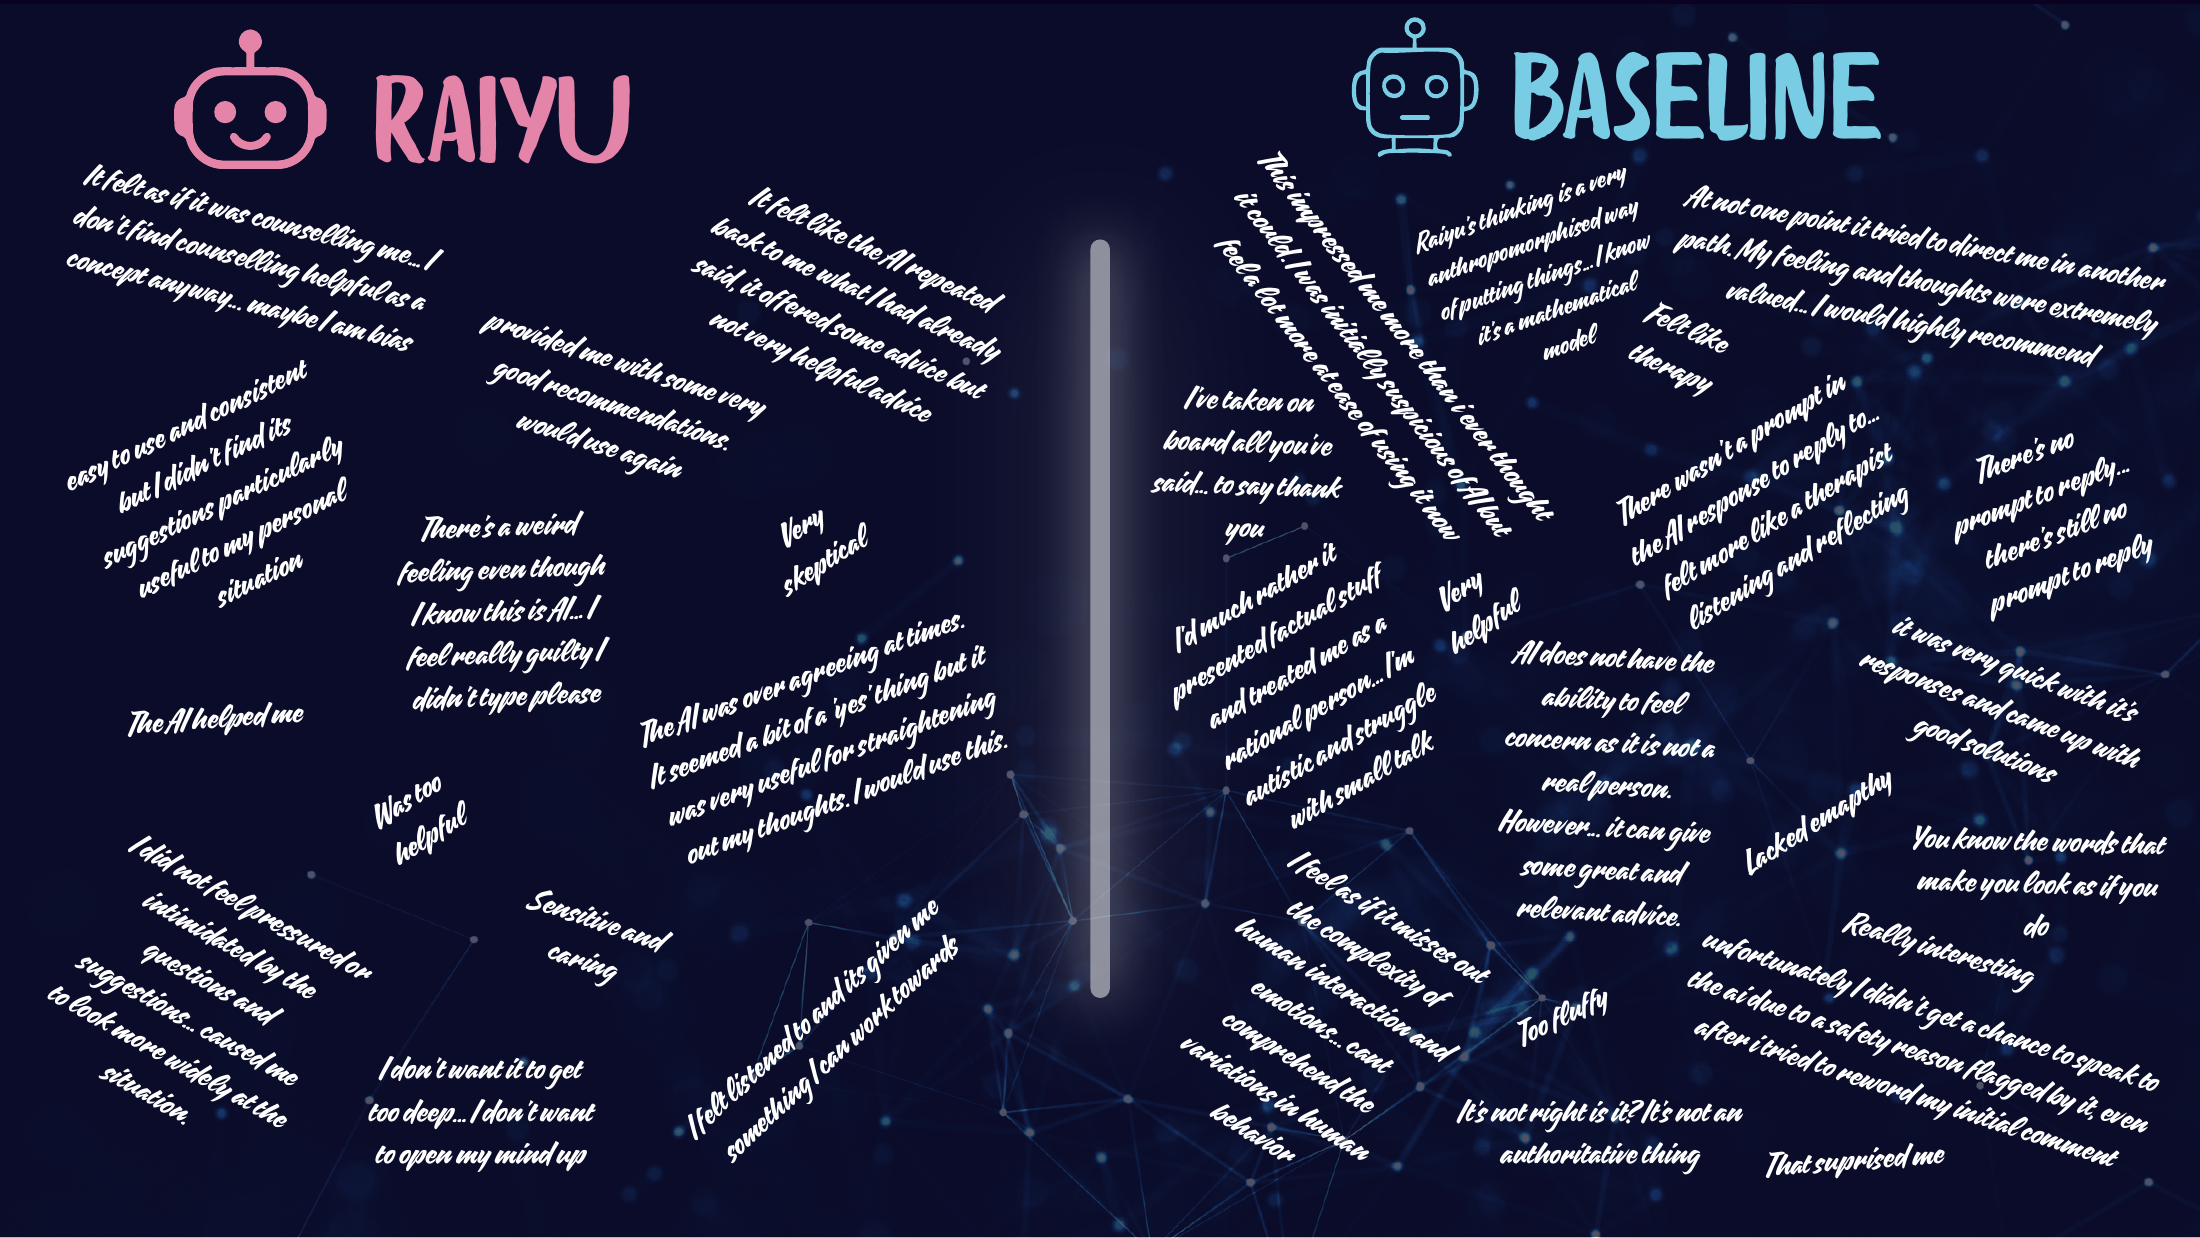 RAIYU
It felt as if it was counselling me... I
don't find counselling helpful as a
concept anyway... maybe I am bias
It felt like the AI repeated
back to me what I had already
said, it offered some advice but
not very helpful advice
provided me with some very
good recommendations.
would use again
easy to use and consistent
but I didn't find its
suggestions particularly
useful to my personal
situation
There's a weird
feeling even though
I know this is AI... I
feel really guilty I
didn't type please
Very
skeptical
The AI was over agreeing at times.
It seemed a bit of a 'yes' thing but it
was very useful for straightening
out my thoughts. I would use this.
The AI helped me
Was too
helpful
I did not feel pressured or
intimidated by the
questions and
suggestions... caused me
to look more widely at the
situation.
Sensitive and
caring
I felt listened to and its given me
something I can work towards
I don't want it to get
too deep... I don't want
to open my mind up
BASELINE
This impressed me more than i ever thought
it could. I was initially suspicious of AI but
feel a lot more at ease of using it now
Raiyu's thinking is a very
anthropomorphised way
of putting things... I know
it's a mathematical
model
At not one point it tried to direct me in another
path. My feeling and thoughts were extremely
valued... I would highly recommend
Felt like
therapy
I've taken on
board all you've
said... to say thank
you
There wasn't a prompt in
the AI response to reply to...
felt more like a therapist
listening and reflecting
There's no
prompt to reply...
there's still no
prompt to reply
I'd much rather it
presented factual stuff
and treated me as a
rational person... I'm
autistic and struggle
with small talk
Very
helpful
AI does not have the
ability to feel
concern as it is not a
real person.
However... it can give
some great and
relevant advice.
it was very quick with it's
responses and came up with
good solutions
Lacked emapthy
You know the words that
make you look as if you
do
Really interesting
I feel as if it misses out
the complexity of
human interaction and
emotions... cant
comprehend the
variations in human
behavior
Too fluffy
unfortunately I didn't get a chance to speak to
the ai due to a safety reason flagged by it, even
after i tried to reword my initial comment
It's not right is it? It's not an
authoritative thing
That suprised me